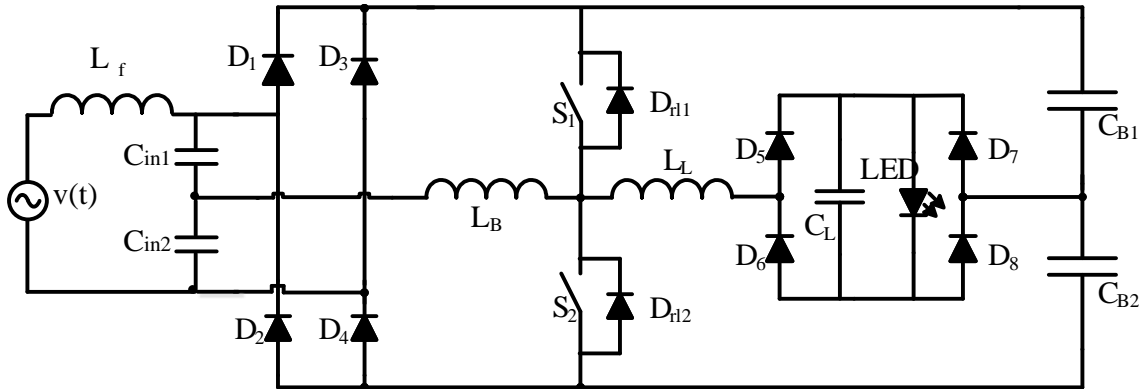 L f
D1
D3
Cin1
v(t)
Cin2
D2
D4
LB
S1
Drl1
LL
S2
Drl2
D5
D6
CL
LED
D7
D8
CB1
CB2